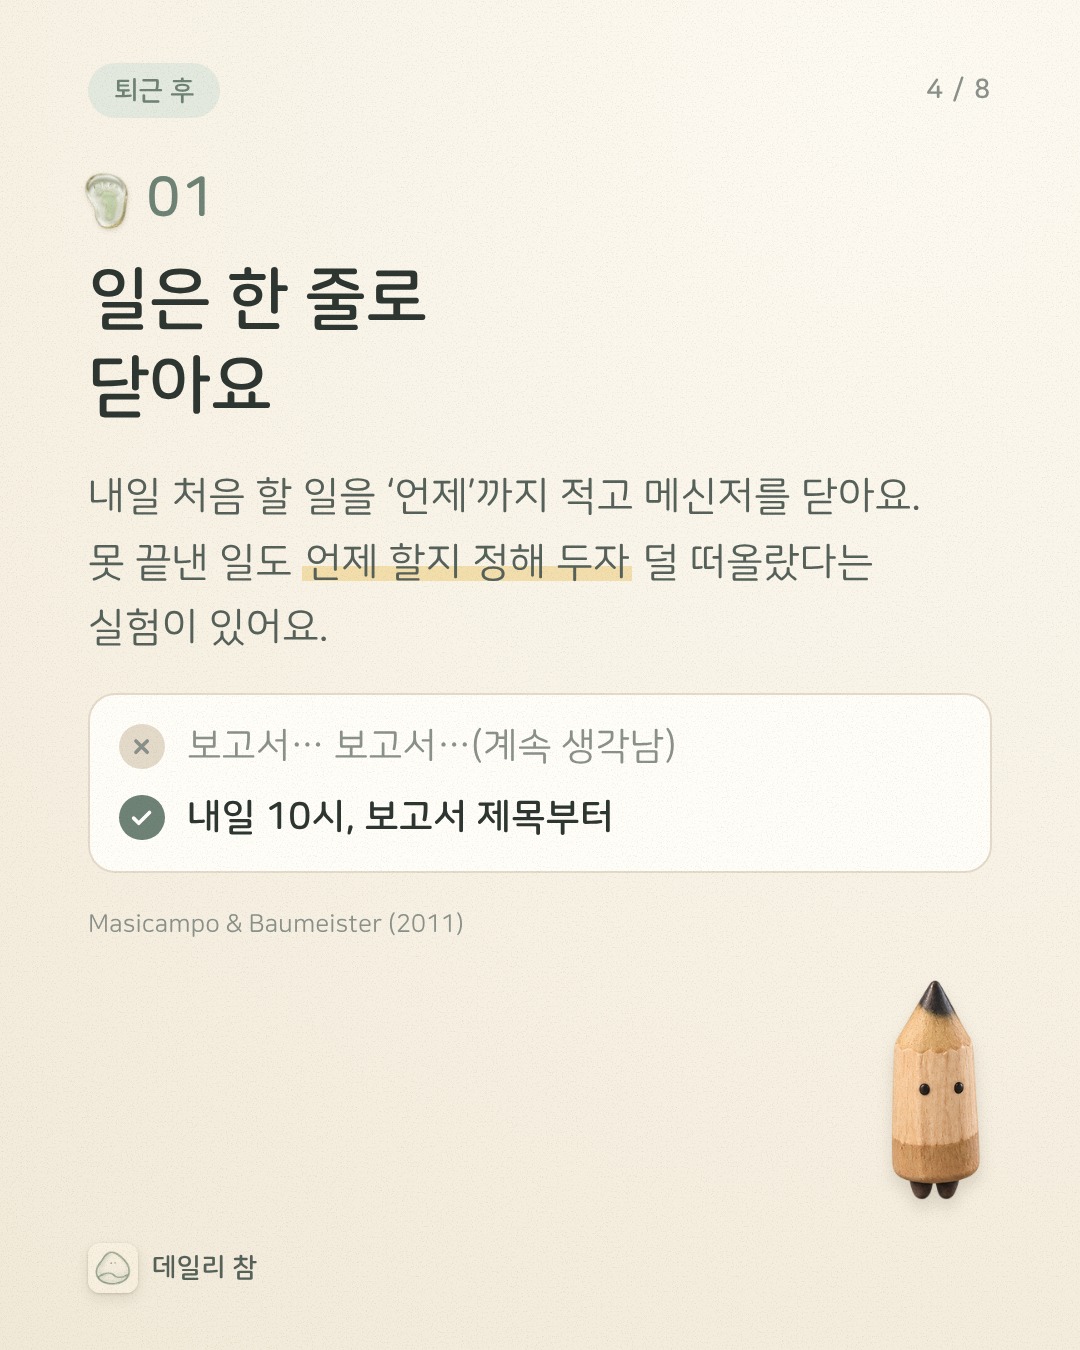 퇴근 후
4 / 8
01
일은 한 줄로
닫아요
내일 처음 할 일을 ‘언제’까지 적고 메신저를 닫아요.
못 끝낸 일도 언제 할지 정해 두자 덜 떠올랐다는
실험이 있어요.
보고서… 보고서…(계속 생각남)
내일 10시, 보고서 제목부터
Masicampo & Baumeister (2011)
데일리 참